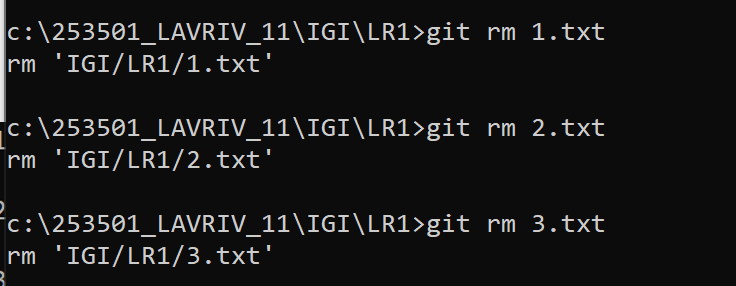 c:\253501_LAVRIV_11\IGI\LR1>git rm 1.txt
rm 'IGI/LR1/1.txt'
c:\253501_LAVRIV_11\IGI\LR1>git rm 2.txt
rm 'IGI/LR1/2.txt'
c:\253501_LAVRIV_11\IGI\LR1>git rm 3.txt
rm 'IGI/LR1/3.txt'